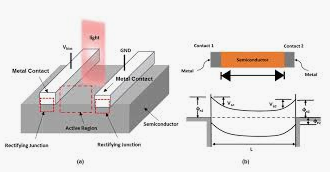 light
V_bias
GND
Metal Contact
Metal Contact
Active Region
Semiconductor
Rectifying Junction
Rectifying Junction
(a)
Contact 1
Contact 2
Semiconductor
Metal
Metal
L
(b)